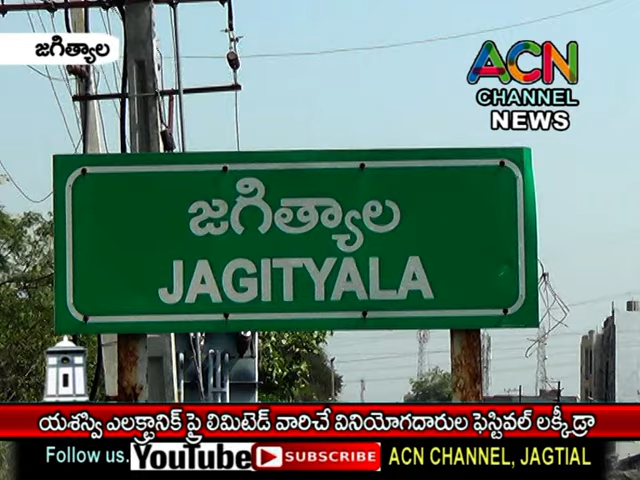 జగిత్యాల
ACN
CHANNEL
NEWS
జగిత్యాల
JAGITYALA
యశస్వి ఎలక్ట్రానిక్ ప్రై లిమిటెడ్ వారిచే వినియోగదారుల ఫెస్టివల్ లక్కీడ్రా
Follow us. YouTube SUBSCRIBE ACN CHANNEL, JAGTIAL